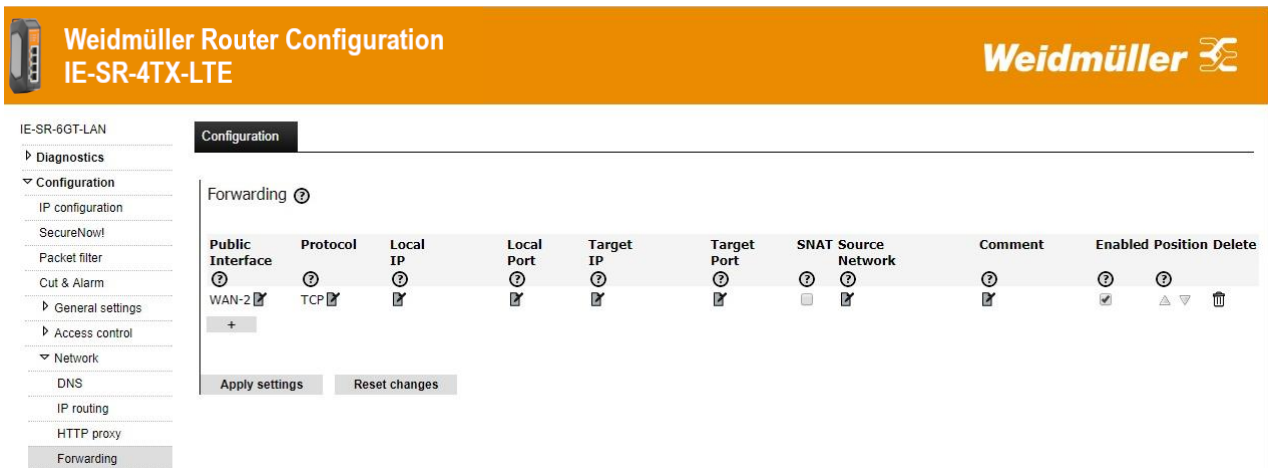 Weidmüller Router Configuration
IE-SR-4TX-LTE
Weidmüller
IE-SR-6GT-LAN
Diagnostics
Configuration
IP configuration
SecureNow!
Packet filter
Cut & Alarm
General settings
Access control
Network
DNS
IP routing
HTTP proxy
Forwarding
Configuration
Forwarding ?
Public Interface Protocol Local IP Local Port Target IP Target Port SNAT Source Network Comment Enabled Position Delete
? ? ? ? ? ? ? ? ? ? ?
WAN-2 TCP
+
Apply settings Reset changes